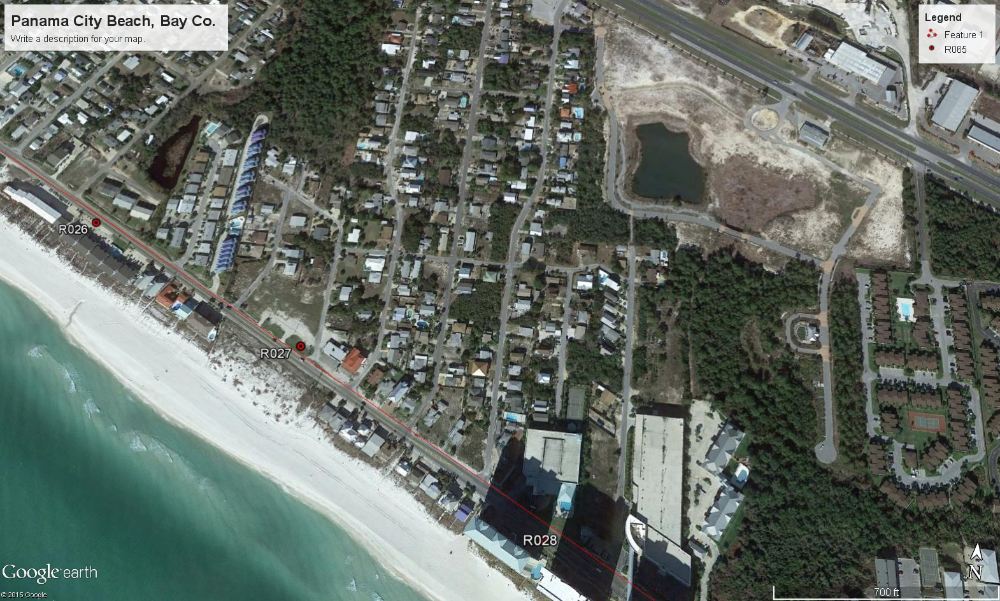 Panama City Beach, Bay Co.
Write a description for your map.
Legend
Feature 1
R065
R026
R027
R028
N
Google earth
700 ft
© 2015 Google